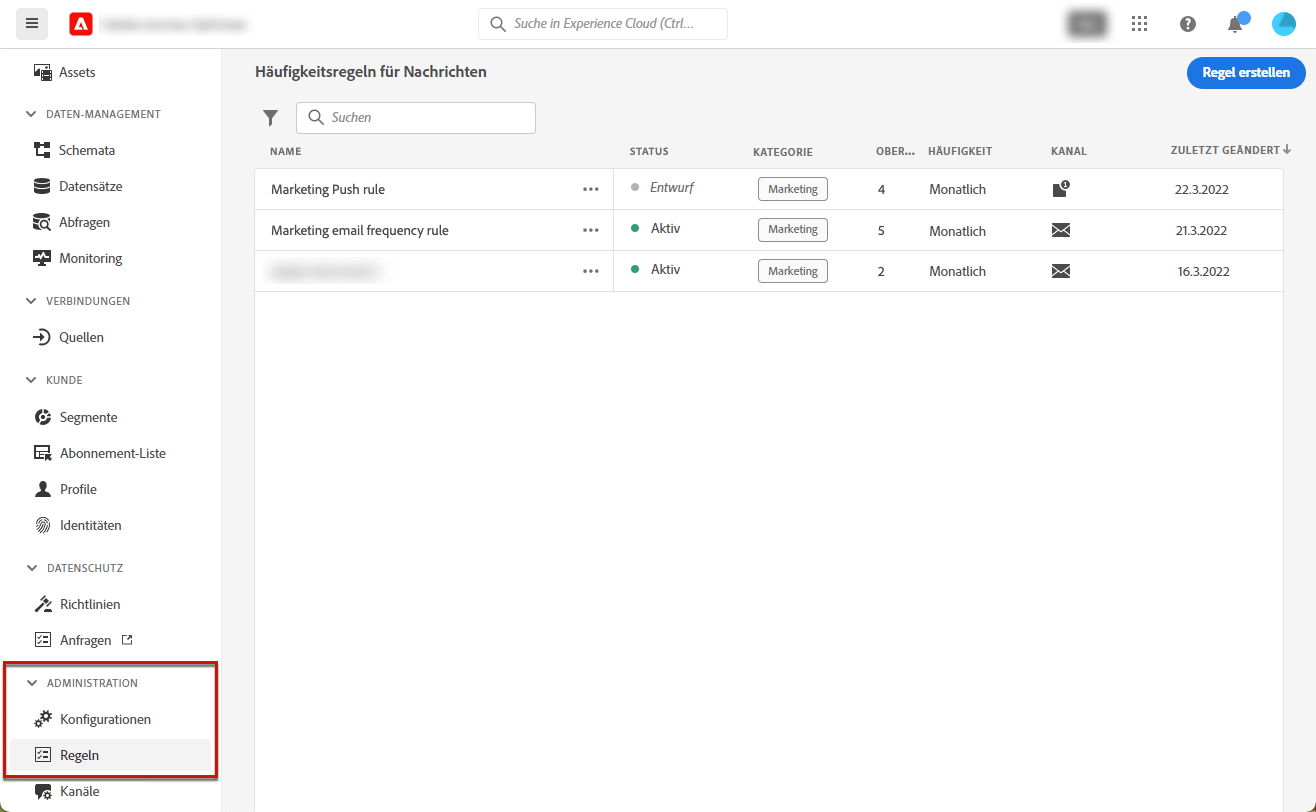 Suche in Experience Cloud (Ctrl...
Assets
DATEN-MANAGEMENT
Schemata
Datensätze
Abfragen
Monitoring
VERBINDUNGEN
Quellen
KUNDE
Segmente
Abonnement-Liste
Profile
Identitäten
DATENSCHUTZ
Richtlinien
Anfragen
ADMINISTRATION
Konfigurationen
Regeln
Kanäle
Häufigkeitsregeln für Nachrichten
Regel erstellen
Suchen
NAME STATUS KATEGORIE OBER... HÄUFIGKEIT KANAL ZULETZT GEÄNDERT
Marketing Push rule Entwurf Marketing 4 Monatlich 1 22.3.2022
Marketing email frequency rule Aktiv Marketing 5 Monatlich 21.3.2022
Aktiv Marketing 2 Monatlich 16.3.2022